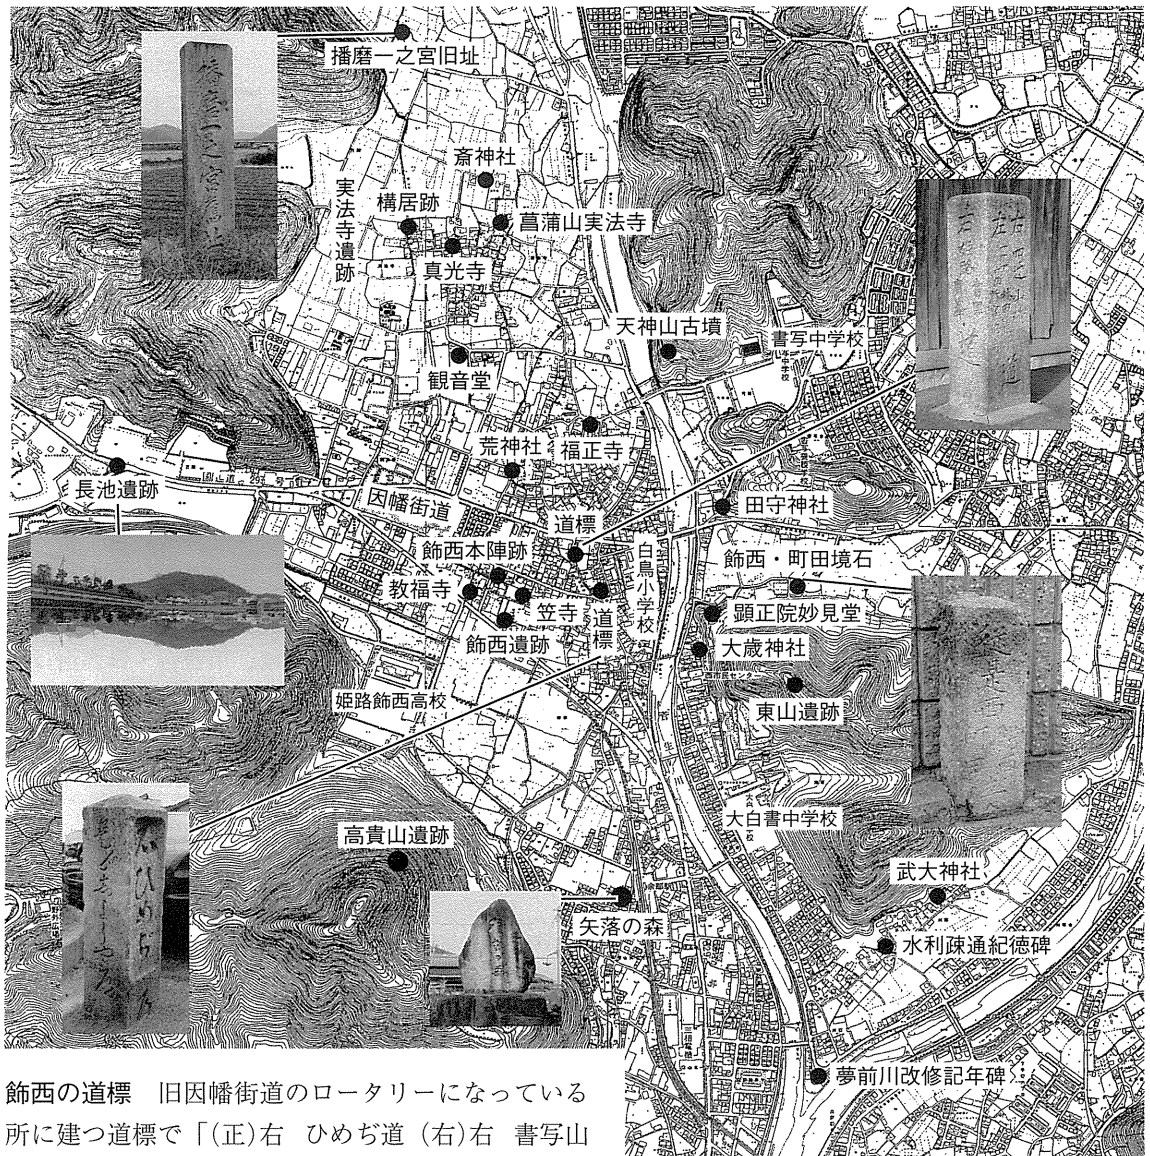 播磨一之宮旧址
斎神社
構居跡
実法寺遺跡
菖蒲山実法寺
真光寺
天神山古墳
書写中学校
観音堂
荒神社
福正寺
長池遺跡
因幡街道
田守神社
道標
飾西本陣跡
白鳥小学校
飾西・町田境石
教福寺
笠寺
道標
顕正院妙見堂
飾西遺跡
大歳神社
西市民センター
姫路飾西高校
東山遺跡
大白書中学校
高貴山遺跡
武大神社
矢落の森
水利疎通紀徳碑
夢前川改修記年碑
飾西の道標 旧因幡街道のロータリーになっている
所に建つ道標で「(正)右 ひめぢ道 (右)右 書写山